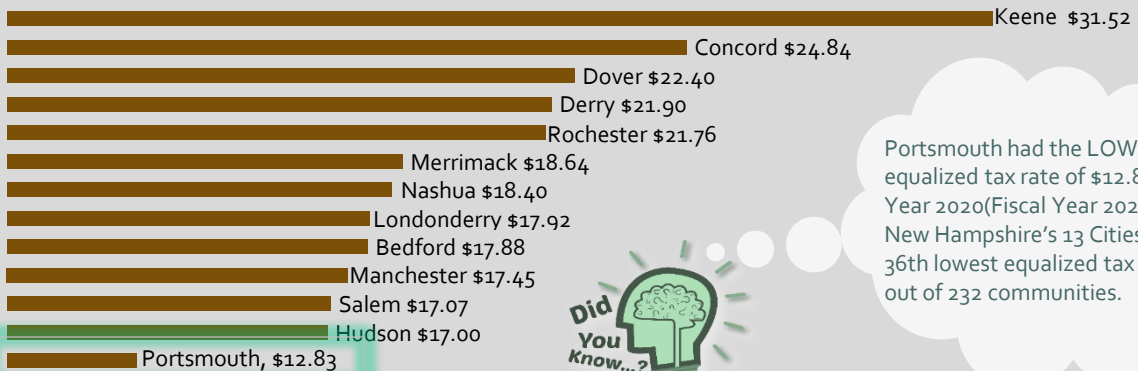 Keene $31.52
Concord $24.84
Dover $22.40
Derry $21.90
Rochester $21.76
Merrimack $18.64
Nashua $18.40
Londonderry $17.92
Bedford $17.88
Manchester $17.45
Salem $17.07
Hudson $17.00
Portsmouth, $12.83
Did
You
Know...?
Portsmouth had the LOW
equalized tax rate of $12.8
Year 2020(Fiscal Year 202
New Hampshire's 13 Cities
36th lowest equalized tax
out of 232 communities.